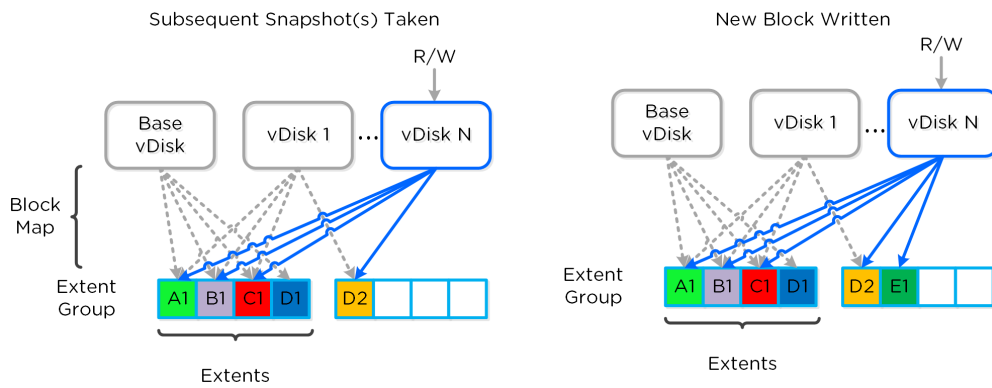 Subsequent Snapshot(s) Taken
R/W
Base
vDisk
vDisk 1
...
vDisk N
Block
Map
Extent
Group
A1
B1
C1
D1
D2
Extents
New Block Written
R/W
Base
vDisk
vDisk 1
...
vDisk N
Extent
Group
A1
B1
C1
D1
D2
E1
Extents